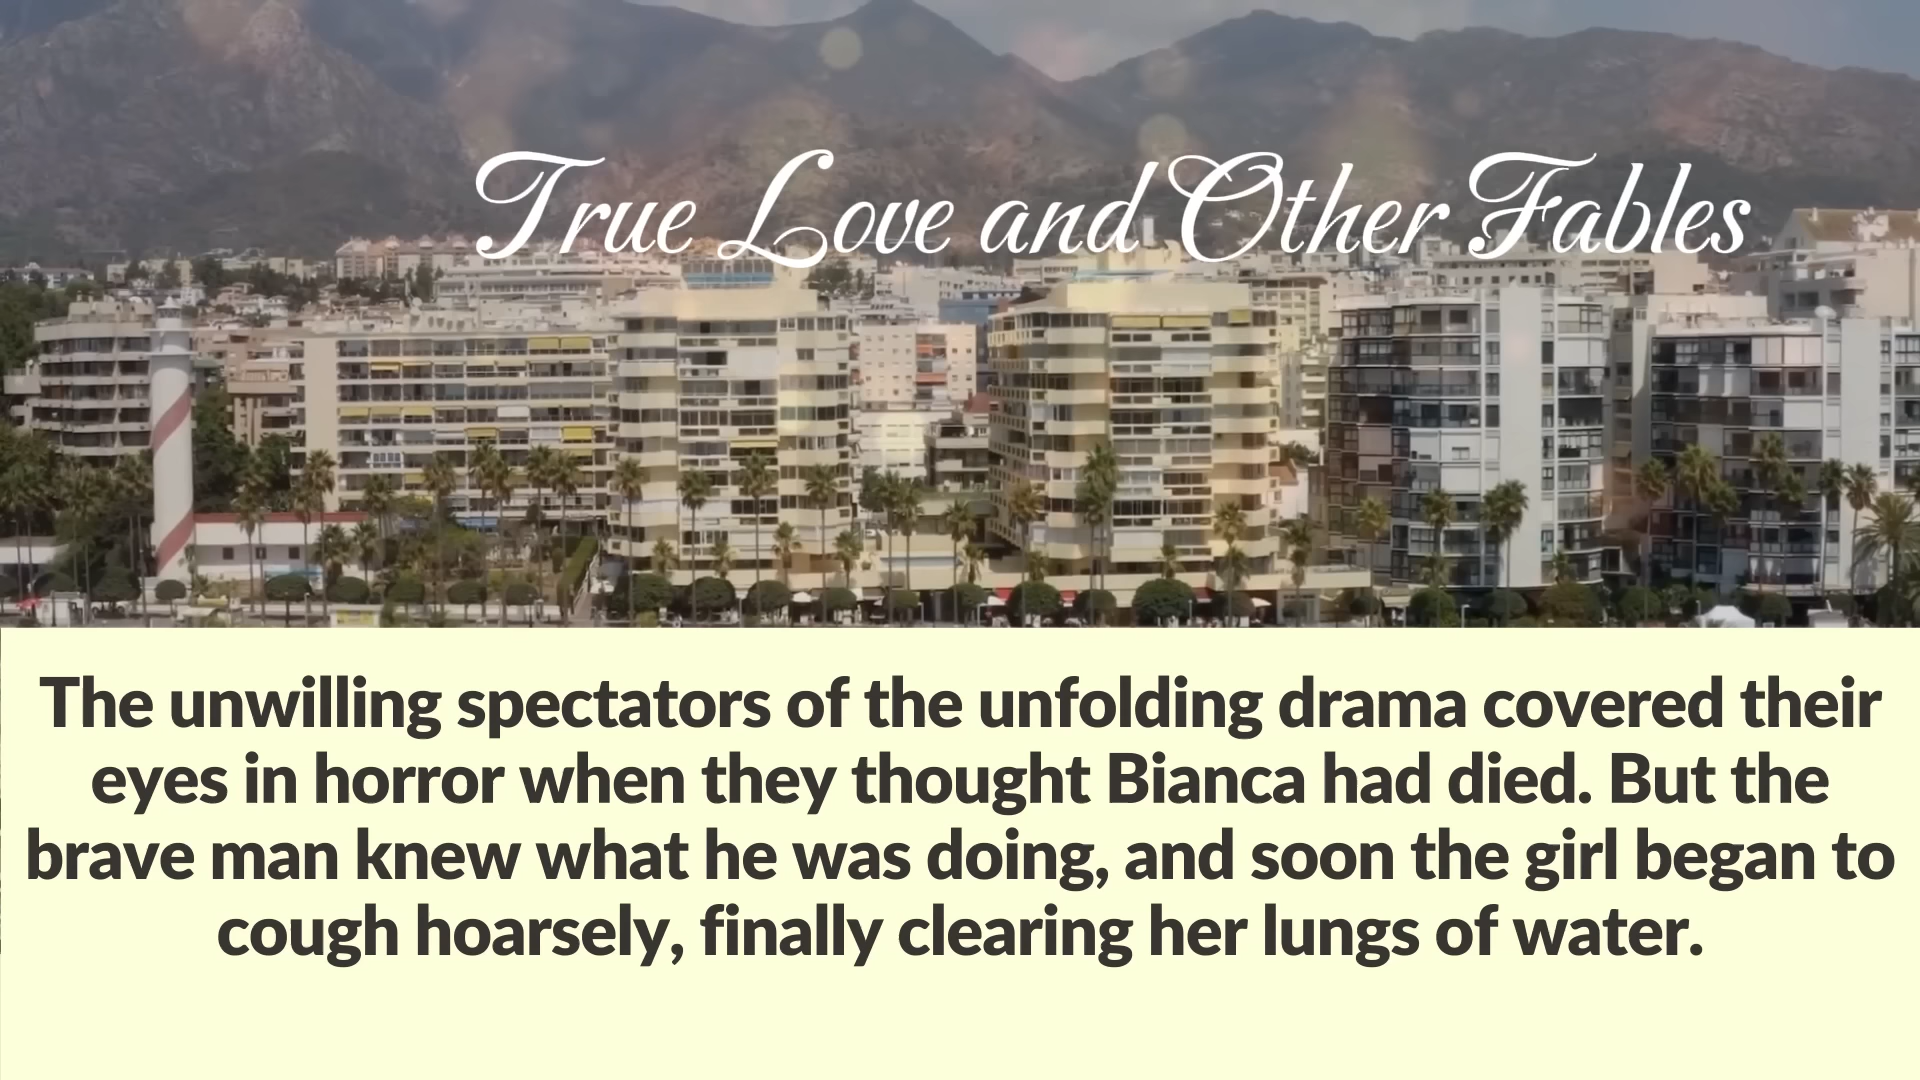 True Love and Other Fables
The unwilling spectators of the unfolding drama covered their
eyes in horror when they thought Bianca had died. But the
brave man knew what he was doing, and soon the girl began to
cough hoarsely, finally clearing her lungs of water.